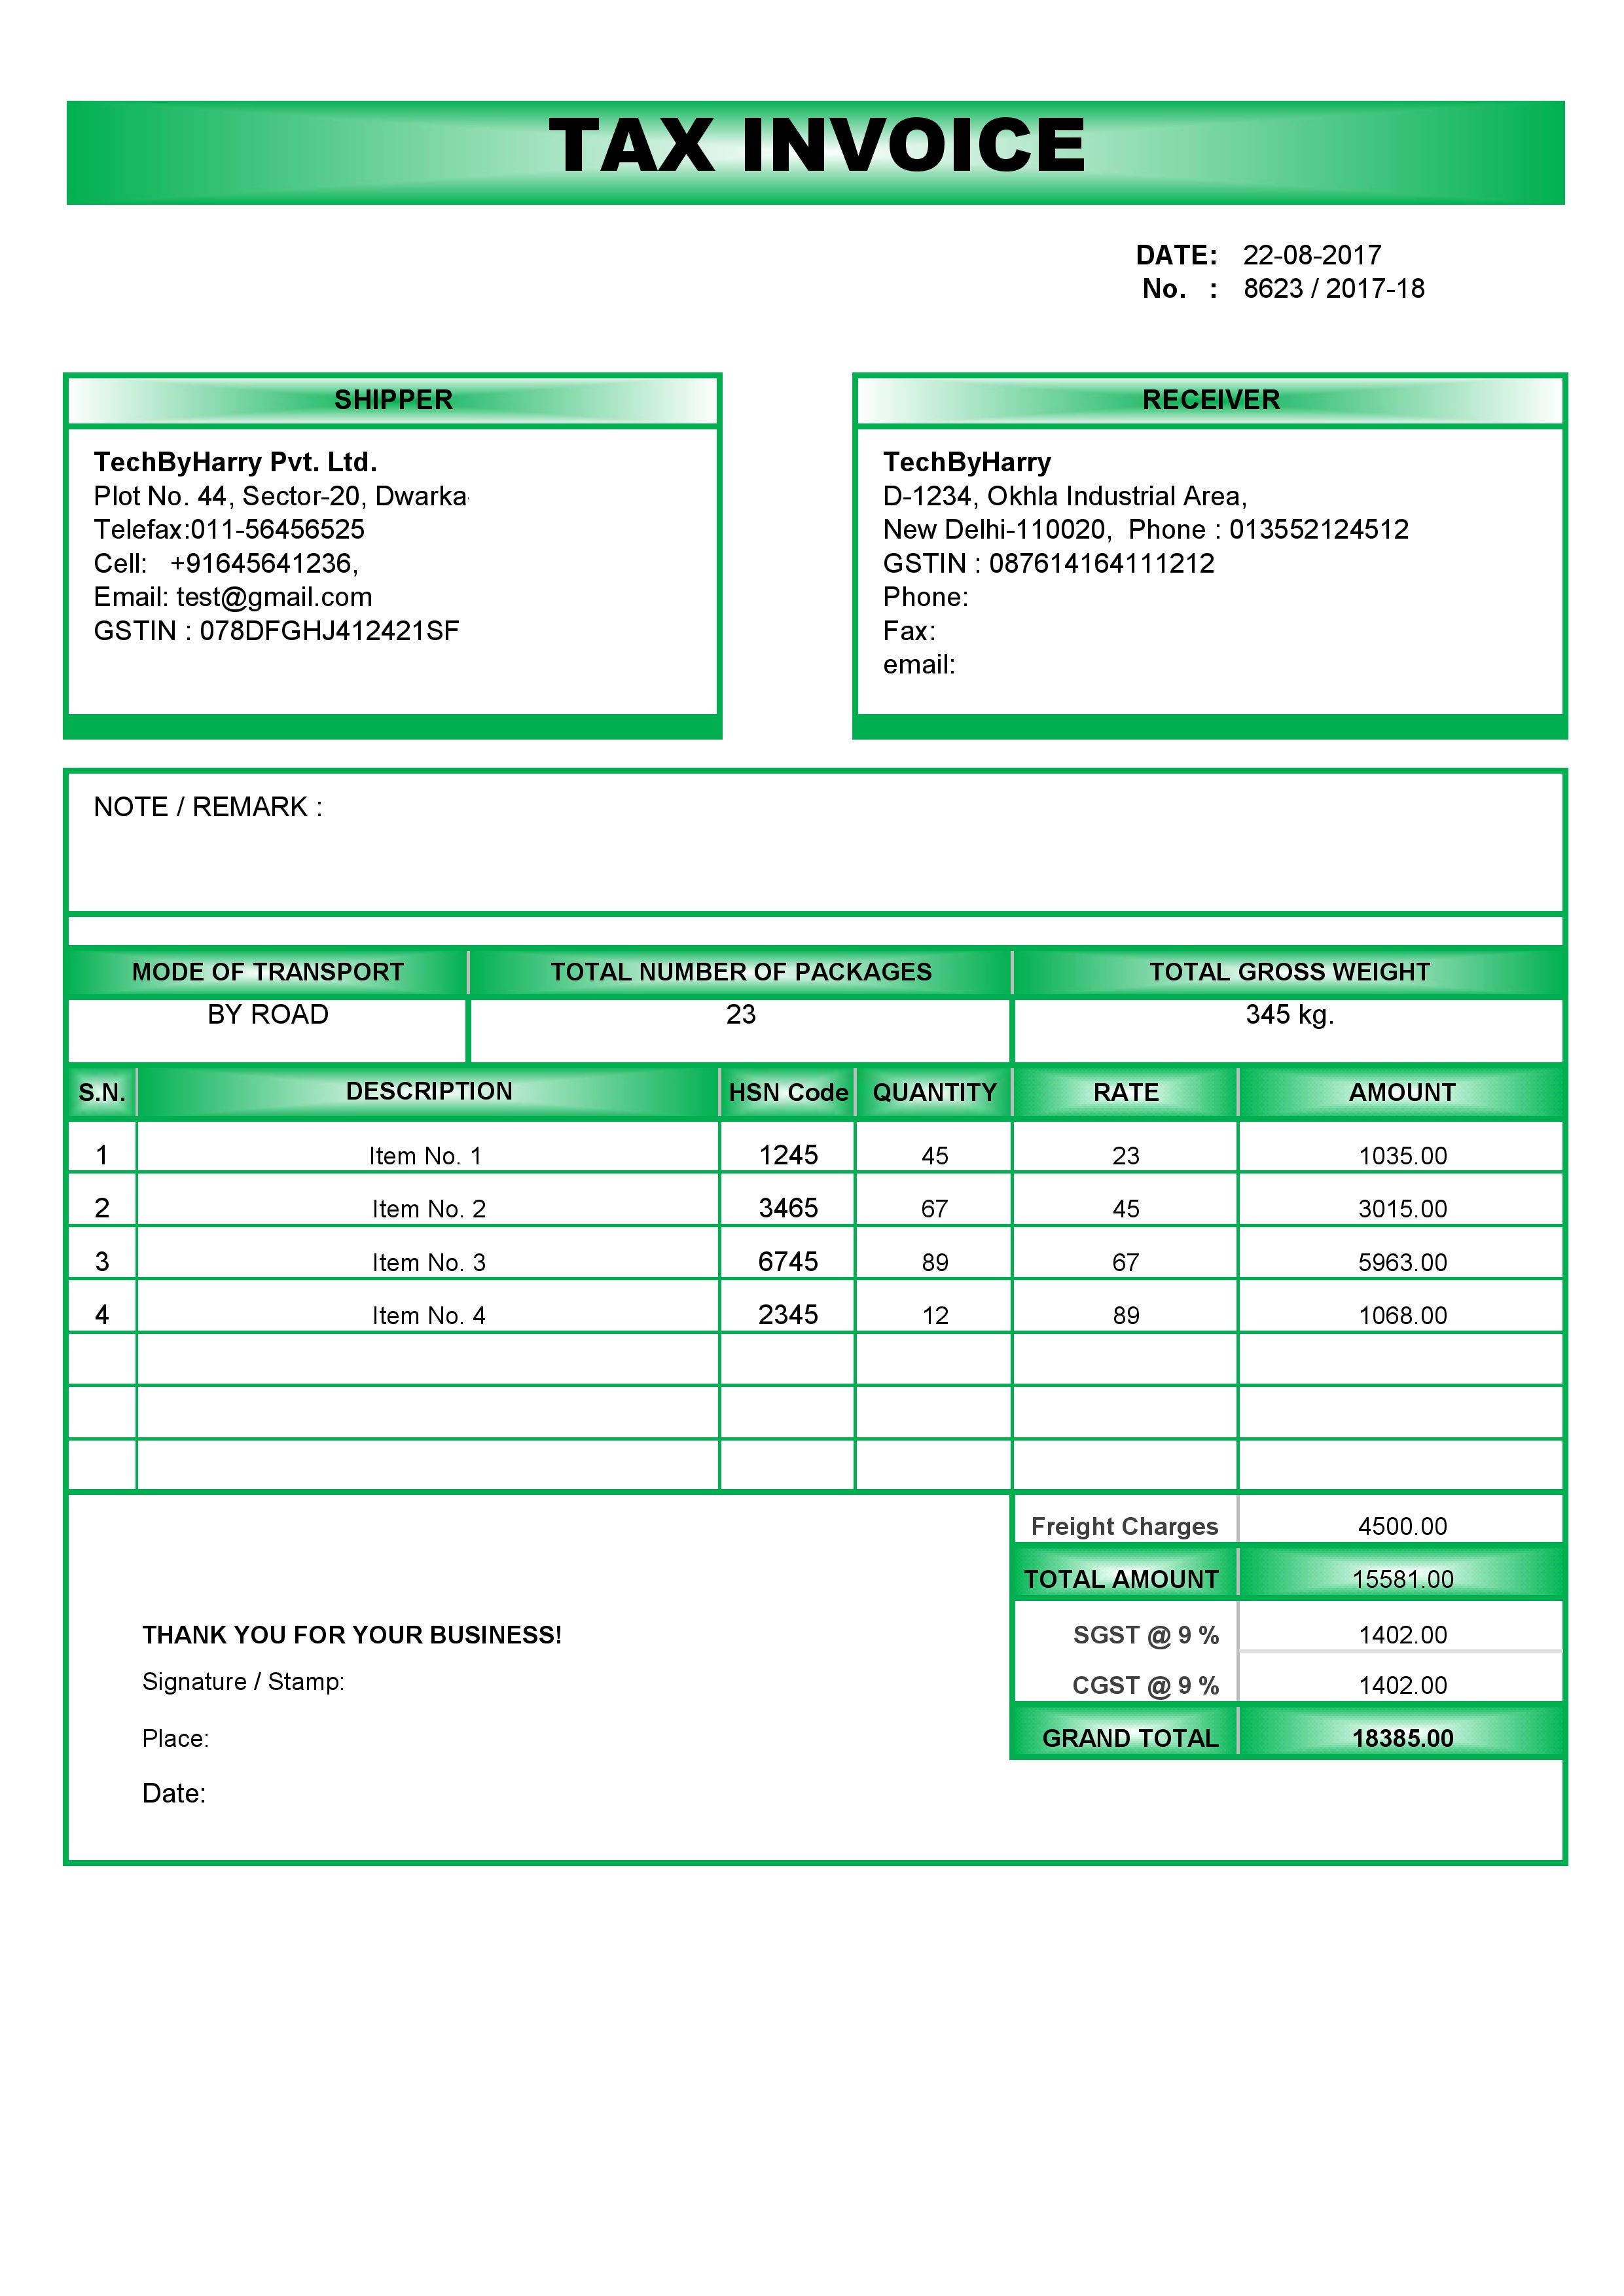 TAX INVOICE
DATE: 22-08-2017
No. : 8623 / 2017-18
SHIPPER
TechByHarry Pvt. Ltd.
Plot No. 44, Sector-20, Dwarka
Telefax:011-56456525
Cell: +91645641236,
Email: test@gmail.com
GSTIN : 078DFGHJ412421SF
RECEIVER
TechByHarry
D-1234, Okhla Industrial Area,
New Delhi-110020, Phone : 013552124512
GSTIN : 087614164111212
Phone:
Fax:
email:
NOTE / REMARK :
MODE OF TRANSPORT TOTAL NUMBER OF PACKAGES TOTAL GROSS WEIGHT
BY ROAD 23 345 kg.
S.N. DESCRIPTION HSN Code QUANTITY RATE AMOUNT
1 Item No. 1 1245 45 23 1035.00
2 Item No. 2 3465 67 45 3015.00
3 Item No. 3 6745 89 67 5963.00
4 Item No. 4 2345 12 89 1068.00
Freight Charges 4500.00
TOTAL AMOUNT 15581.00
THANK YOU FOR YOUR BUSINESS! SGST @ 9 % 1402.00
Signature / Stamp: CGST @ 9 % 1402.00
Place: GRAND TOTAL 18385.00
Date: